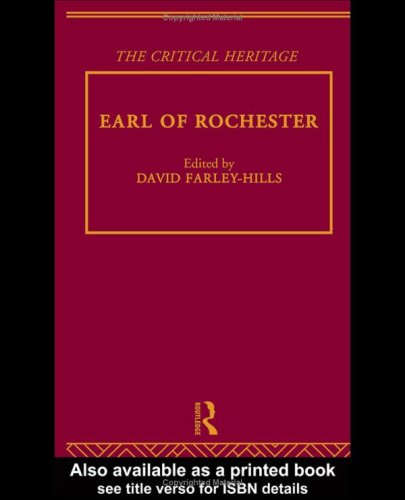 Copyrighted Material
THE CRITICAL HERITAGE
EARL OF ROCHESTER
Edited by
DAVID FARLEY-HILLS
ROUTLEDGE
Copyrighted Material
Also available as a printed book
see title verso for ISBN details